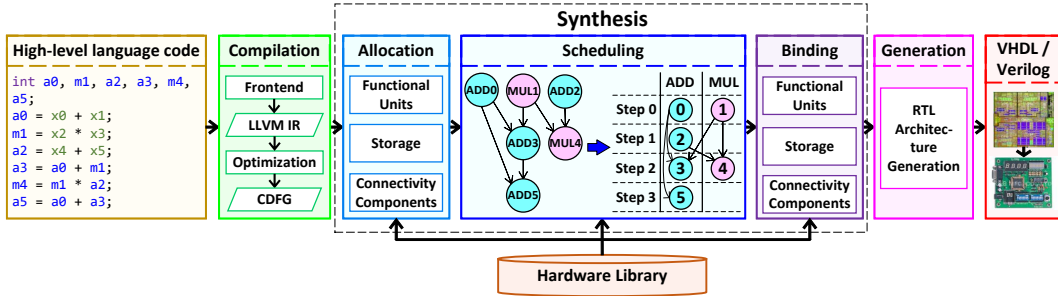 Synthesis
High-level language code
int a0, m1, a2, a3, m4,
a5;
a0 = x0 + x1;
m1 = x2 * x3;
a2 = x4 + x5;
a3 = a0 + m1;
m4 = m1 * a2;
a5 = a0 + a3;
Compilation
Frontend
LLVM IR
Optimization
CDFG
Allocation
Functional
Units
Storage
Connectivity
Components
Scheduling
ADD0
MUL1
ADD2
ADD3
MUL4
ADD5
ADD MUL
Step 0 0 1
Step 1 2
Step 2 3 4
Step 3 5
Binding
Functional
Units
Storage
Connectivity
Components
Generation
RTL
Architec-
ture
Generation
VHDL /
Verilog
Hardware Library